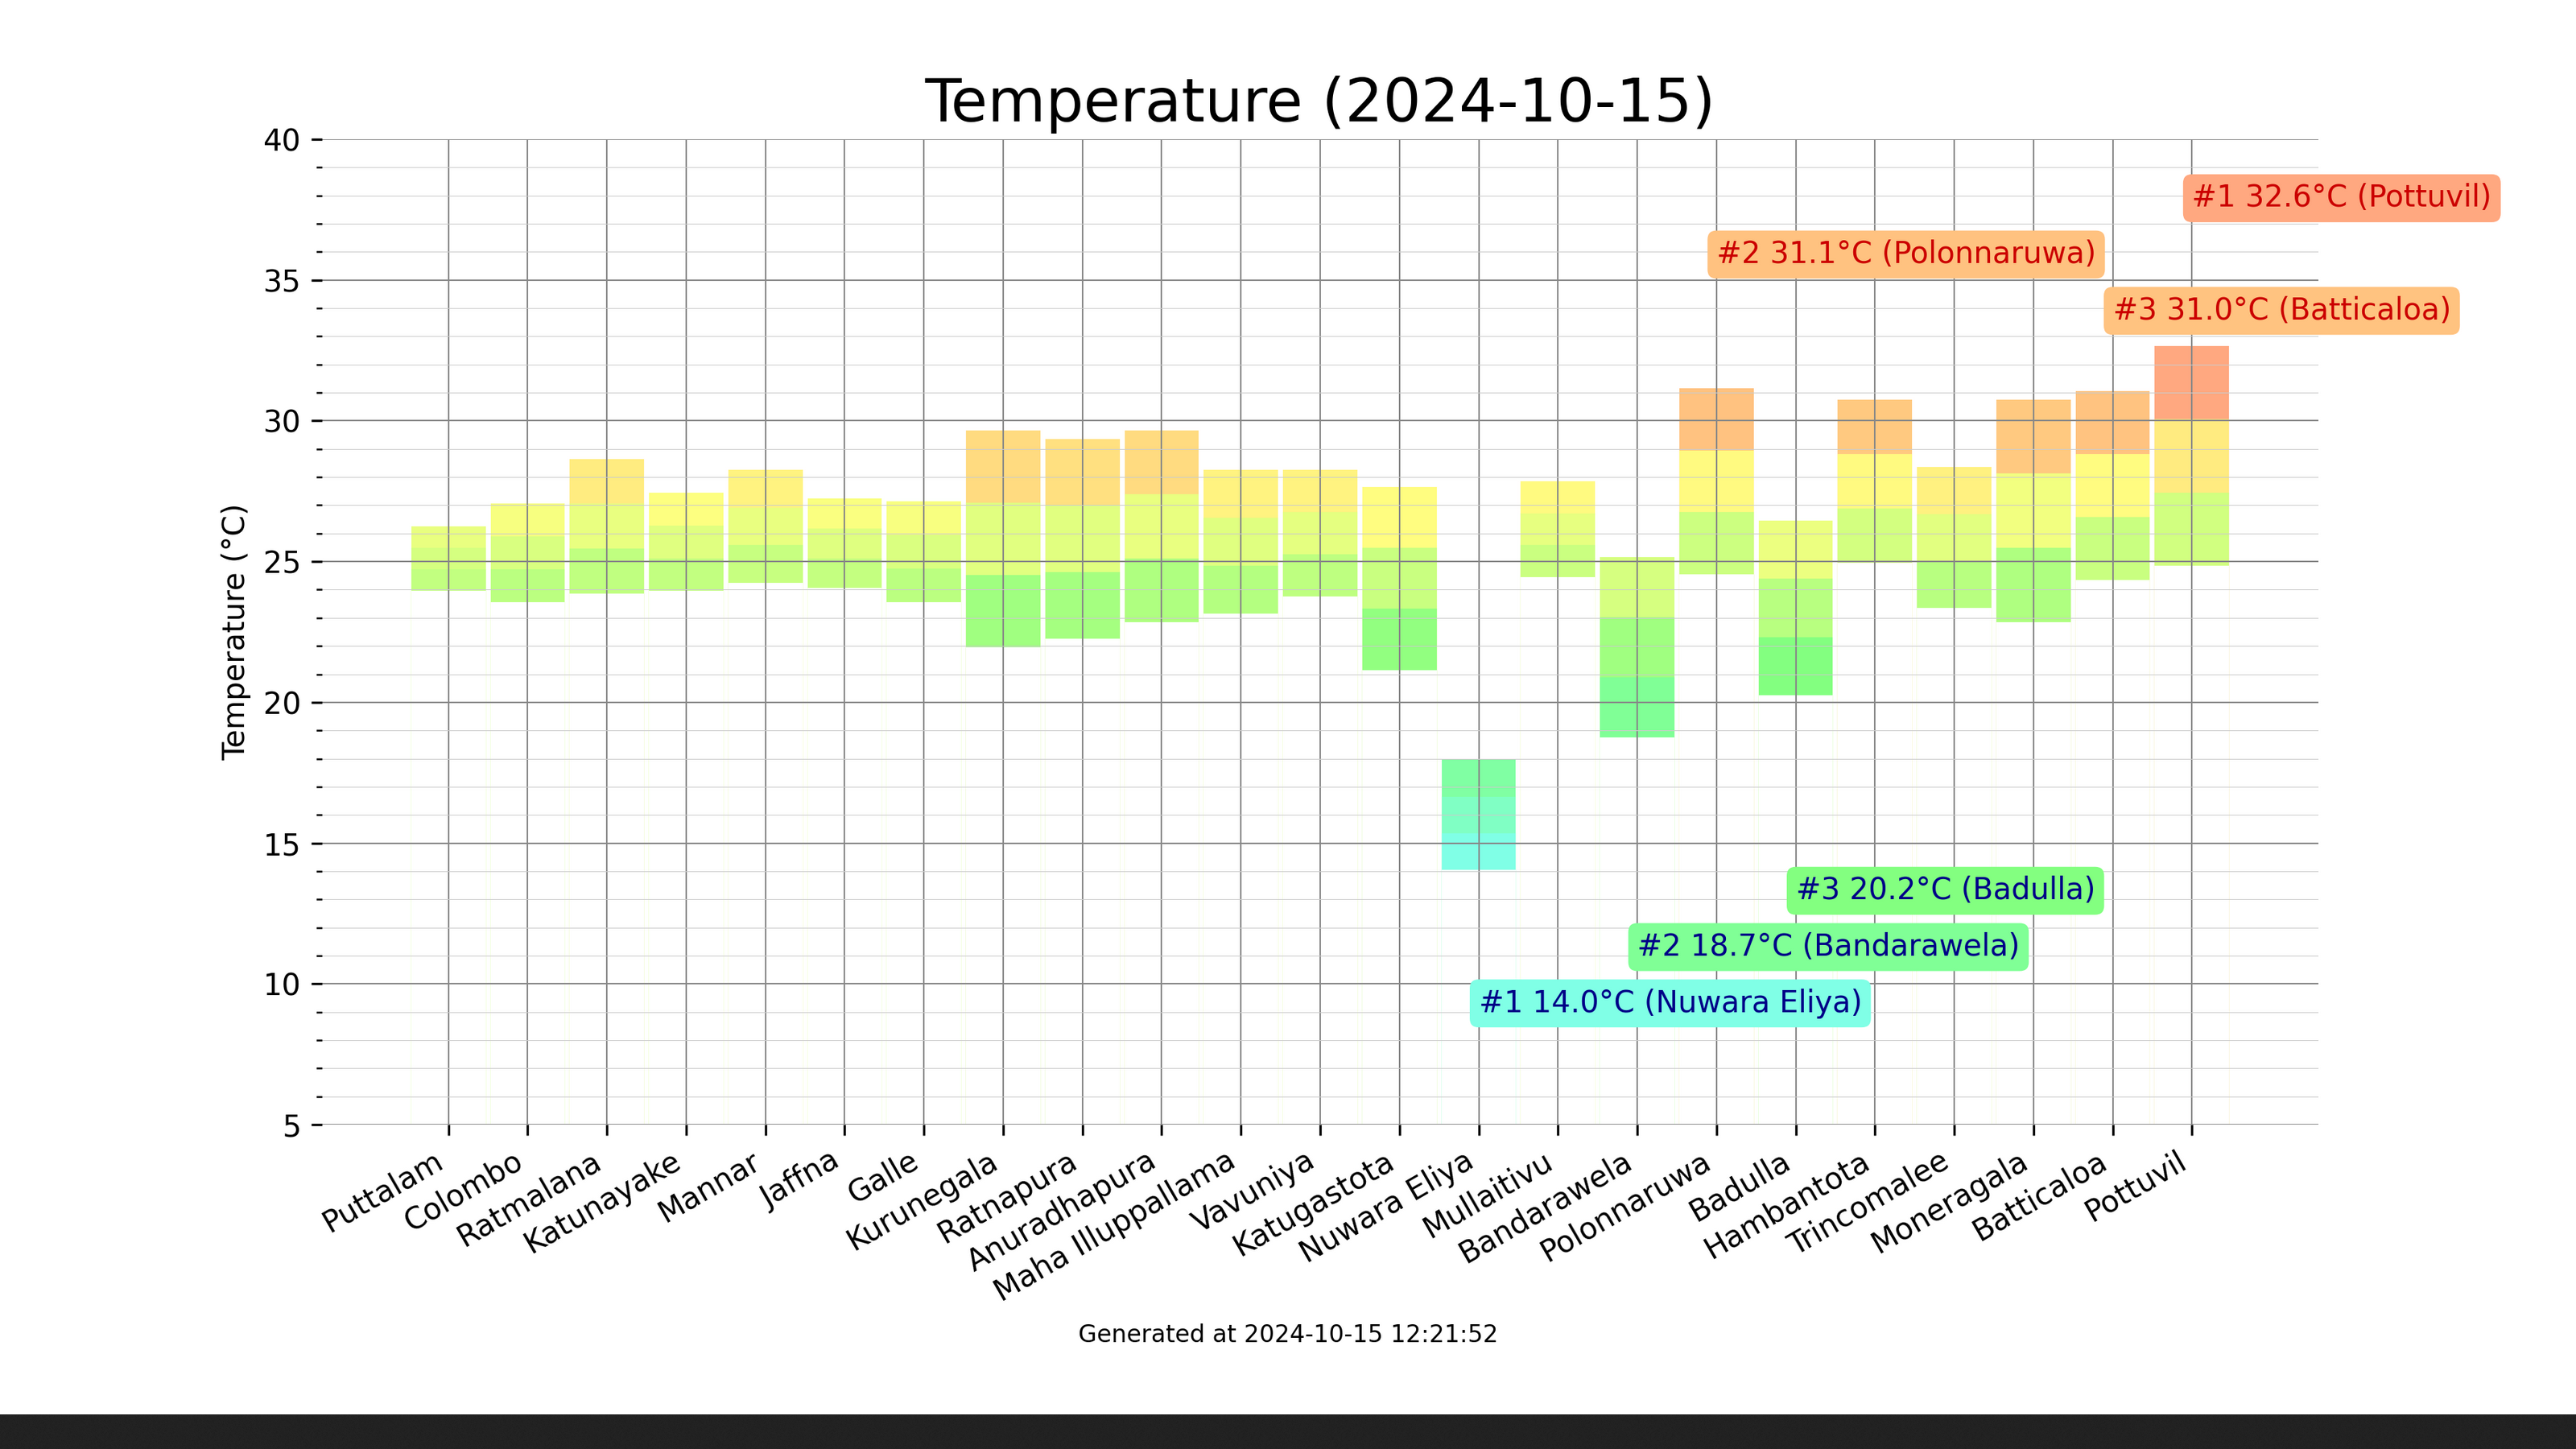 Temperature (2024-10-15)
40
35
30
25
20
15
10
5
Temperature (°C)
#1 32.6°C (Pottuvil)
#2 31.1°C (Polonnaruwa)
#3 31.0°C (Batticaloa)
#3 20.2°C (Badulla)
#2 18.7°C (Bandarawela)
#1 14.0°C (Nuwara Eliya)
Puttalam
Colombo
Ratmalana
Katunayake
Mannar
Jaffna
Galle
Kurunegala
Ratnapura
Anuradhapura
Maha Illuppallama
Vavuniya
Katugastota
Nuwara Eliya
Mullaitivu
Bandarawela
Polonnaruwa
Badulla
Hambantota
Trincomalee
Moneragala
Batticaloa
Pottuvil
Generated at 2024-10-15 12:21:52